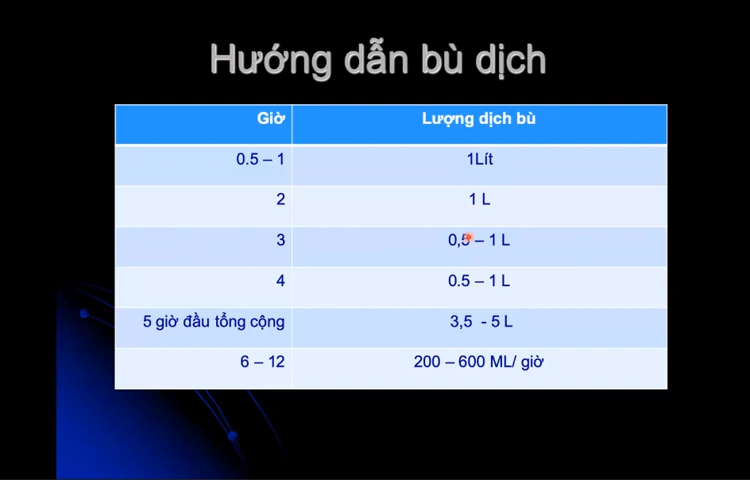 Hướng dẫn bù dịch
Giờ Lượng dịch bù
0.5 – 1 1Lít
2 1 L
3 0,5 – 1 L
4 0.5 – 1 L
5 giờ đầu tổng cộng 3,5 - 5 L
6 – 12 200 – 600 ML/ giờ